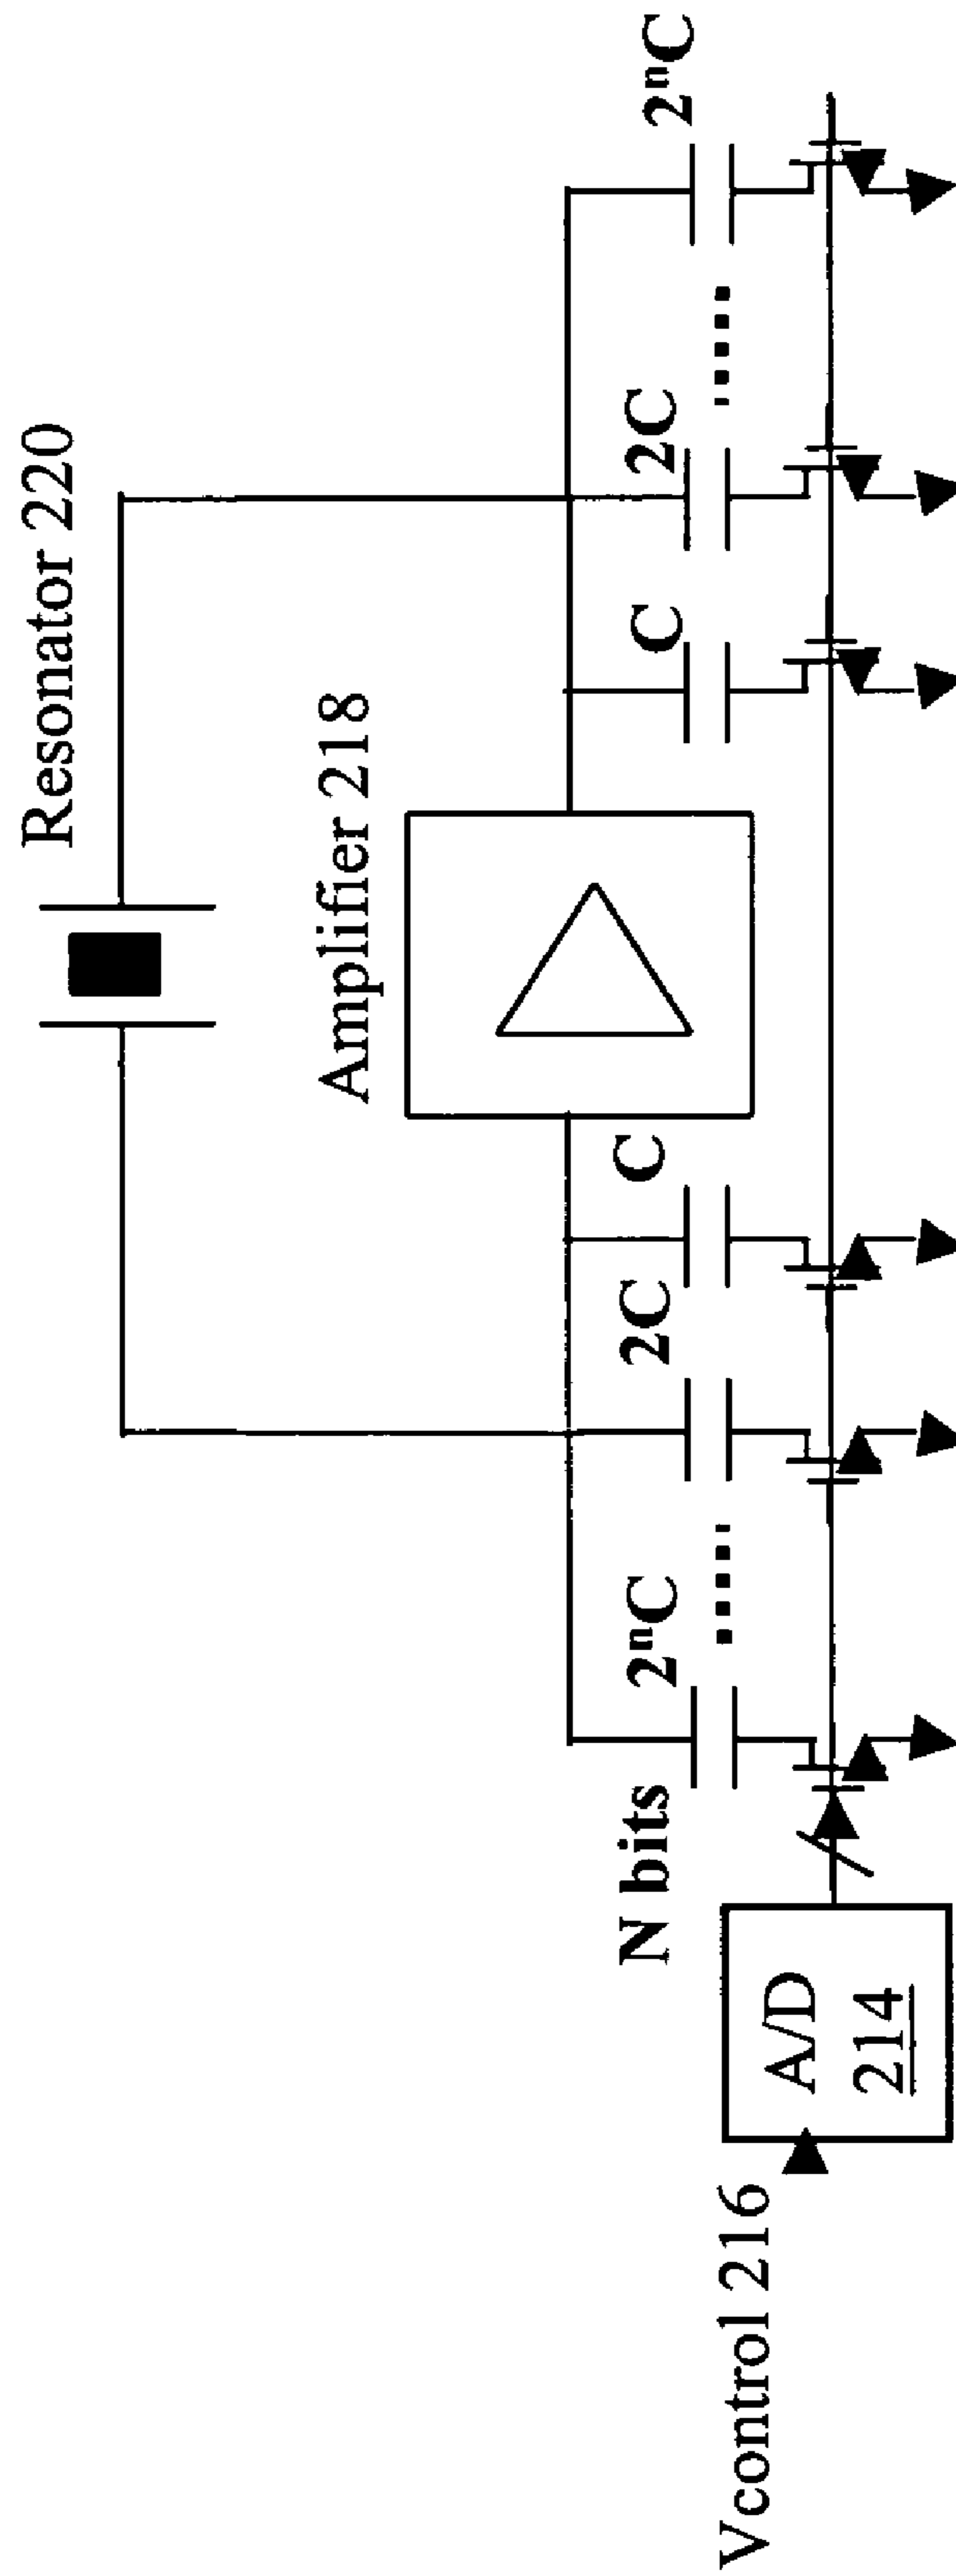 Resonator 220
Amplifier 218
N bits
2ⁿC
2C
C
C
2C
2ⁿC
Vcontrol 216
A/D
214